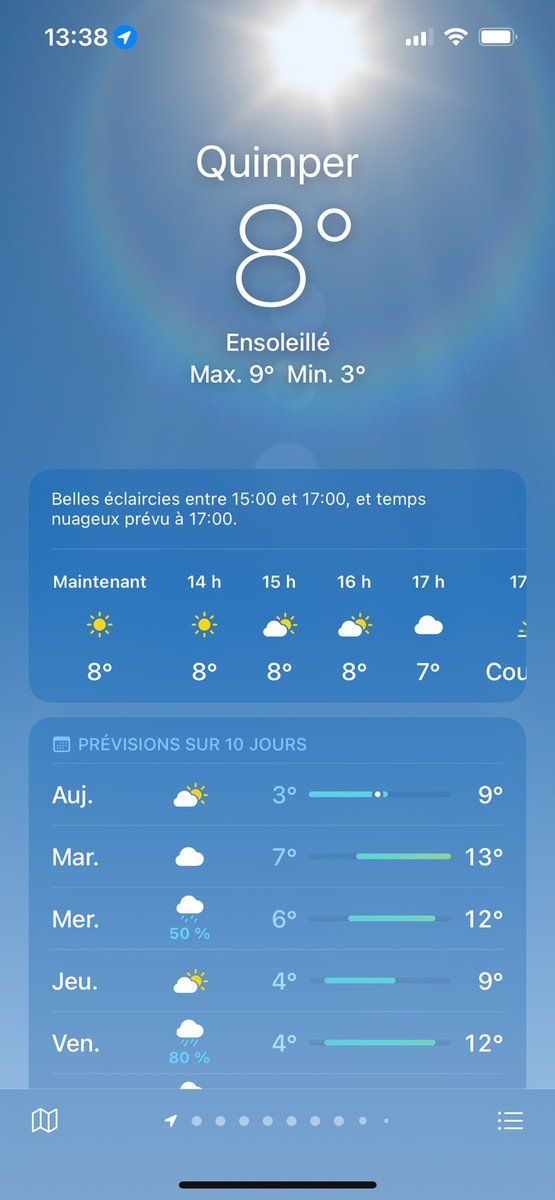 13:38
Quimper
8°
Ensoleillé
Max. 9° Min. 3°
Belles éclaircies entre 15:00 et 17:00, et temps
nuageux prévu à 17:00.
Maintenant 14 h 15 h 16 h 17 h 17
8° 8° 8° 8° 7° Cou
PRÉVISIONS SUR 10 JOURS
Auj. 3° 9°
Mar. 7° 13°
Mer. 50 % 6° 12°
Jeu. 4° 9°
Ven. 80 % 4° 12°